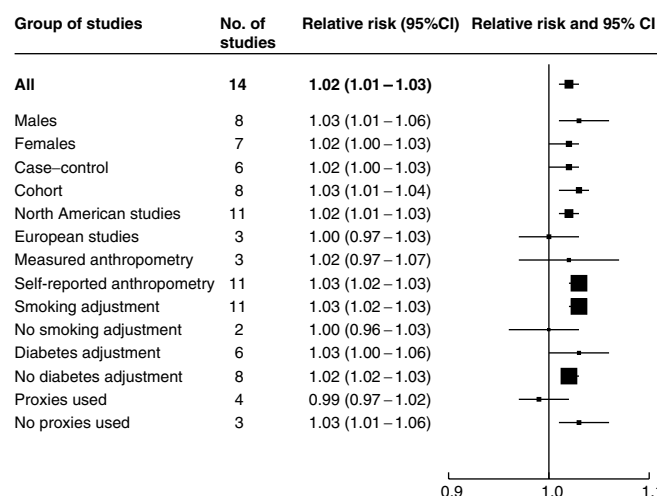 Group of studies No. of studies Relative risk (95%CI) Relative risk and 95% CI
All 14 1.02 (1.01–1.03)
Males 8 1.03 (1.01–1.06)
Females 7 1.02 (1.00–1.03)
Case–control 6 1.02 (1.00–1.03)
Cohort 8 1.03 (1.01–1.04)
North American studies 11 1.02 (1.01–1.03)
European studies 3 1.00 (0.97–1.03)
Measured anthropometry 3 1.02 (0.97–1.07)
Self-reported anthropometry 11 1.03 (1.02–1.03)
Smoking adjustment 11 1.03 (1.02–1.03)
No smoking adjustment 2 1.00 (0.96–1.03)
Diabetes adjustment 6 1.03 (1.00–1.06)
No diabetes adjustment 8 1.02 (1.02–1.03)
Proxies used 4 0.99 (0.97–1.02)
No proxies used 3 1.03 (1.01–1.06)
0.9 1.0 1.1